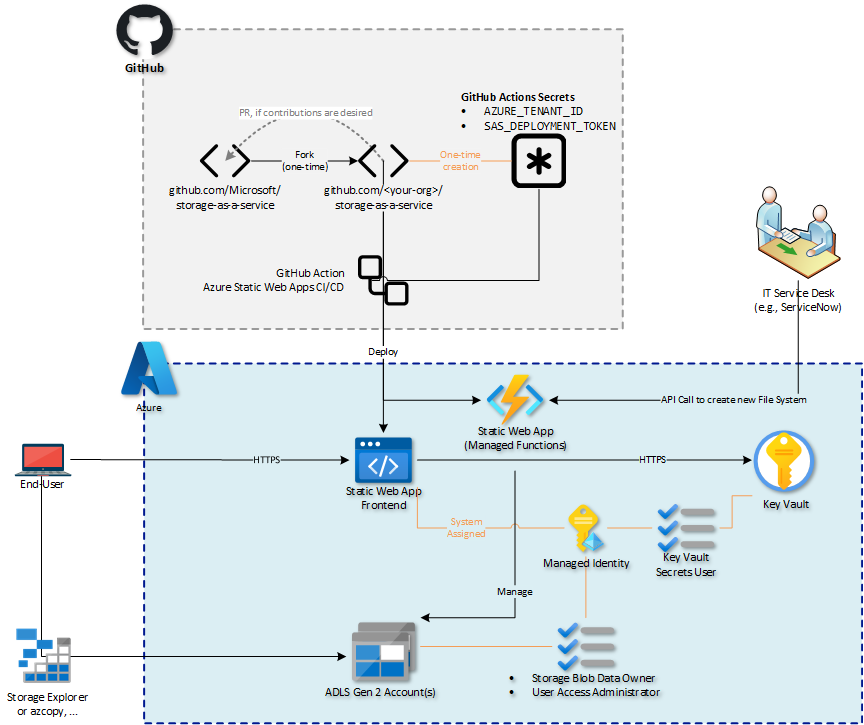 GitHub
GitHub Actions Secrets
• AZURE_TENANT_ID
• SAS_DEPLOYMENT_TOKEN
PR, if contributions are desired
Fork
(one-time)
One-time
creation
github.com/Microsoft/
storage-as-a-service
github.com/<your-org>/
storage-as-a-service
GitHub Action
Azure Static Web Apps CI/CD
IT Service Desk
(e.g., ServiceNow)
Deploy
Azure
API Call to create new File System
Static Web App
(Managed Functions)
HTTPS
HTTPS
End-User
Static Web App
Frontend
Key Vault
System
Assigned
Managed Identity
Key Vault
Secrets User
Manage
Storage Explorer
or azcopy, ...
ADLS Gen 2 Account(s)
• Storage Blob Data Owner
• User Access Administrator